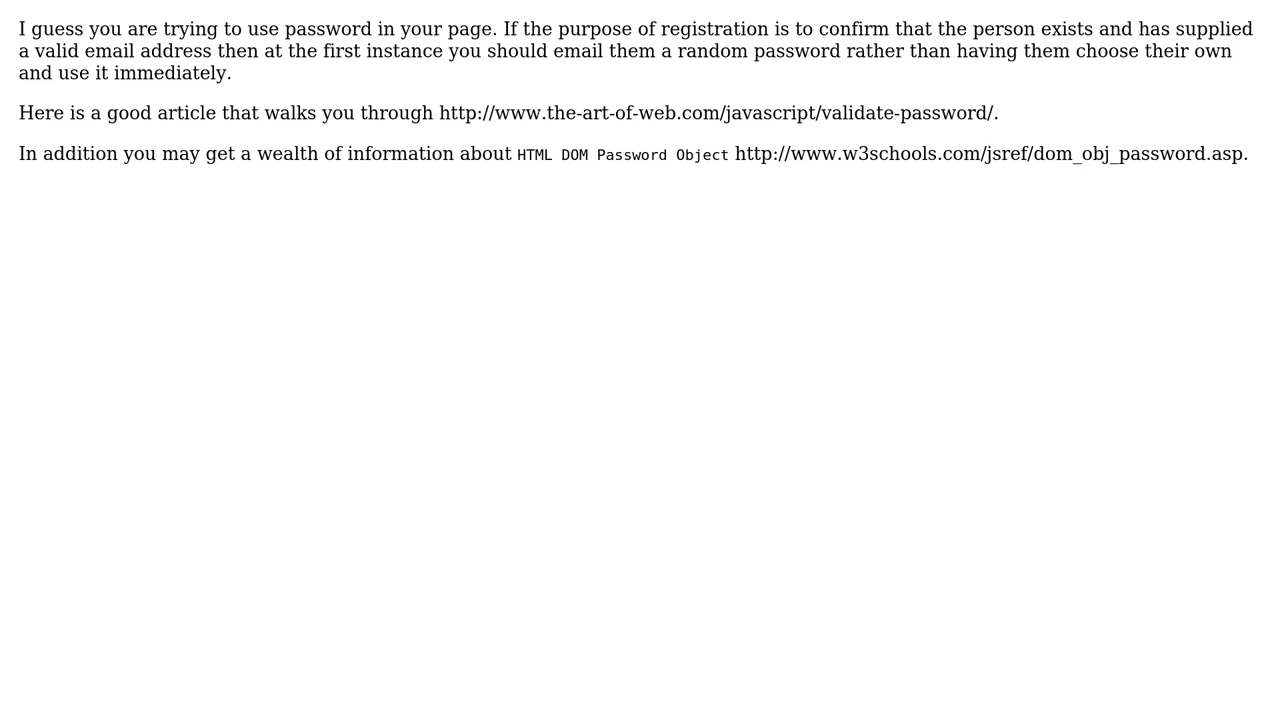 I guess you are trying to use password in your page. If the purpose of registration is to confirm that the person exists and has supplied
a valid email address then at the first instance you should email them a random password rather than having them choose their own
and use it immediately.
Here is a good article that walks you through http://www.the-art-of-web.com/javascript/validate-password/.
In addition you may get a wealth of information about HTML DOM Password Object http://www.w3schools.com/jsref/dom_obj_password.asp.